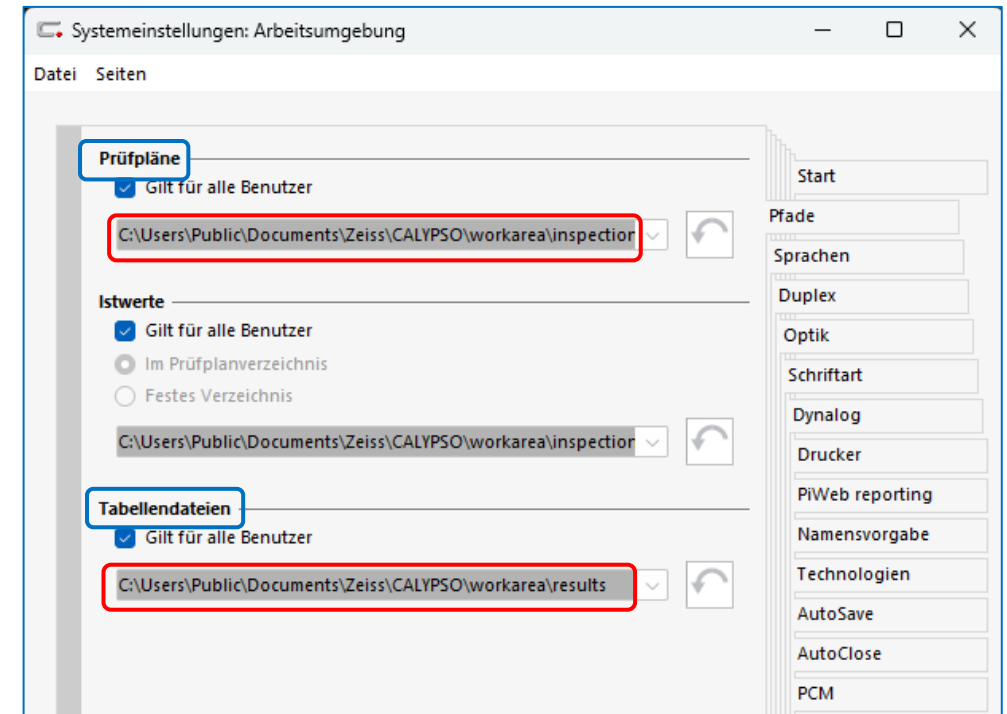 Systemeinstellungen: Arbeitsumgebung
Datei Seiten
Prüfpläne
Gilt für alle Benutzer
C:\Users\Public\Documents\Zeiss\CALYPSO\workarea\inspection
Istwerte
Gilt für alle Benutzer
Im Prüfplanverzeichnis
Festes Verzeichnis
C:\Users\Public\Documents\Zeiss\CALYPSO\workarea\inspection
Tabellendateien
Gilt für alle Benutzer
C:\Users\Public\Documents\Zeiss\CALYPSO\workarea\results
Start
Pfade
Sprachen
Duplex
Optik
Schriftart
Dynalog
Drucker
PiWeb reporting
Namensvorgabe
Technologien
AutoSave
AutoClose
PCM